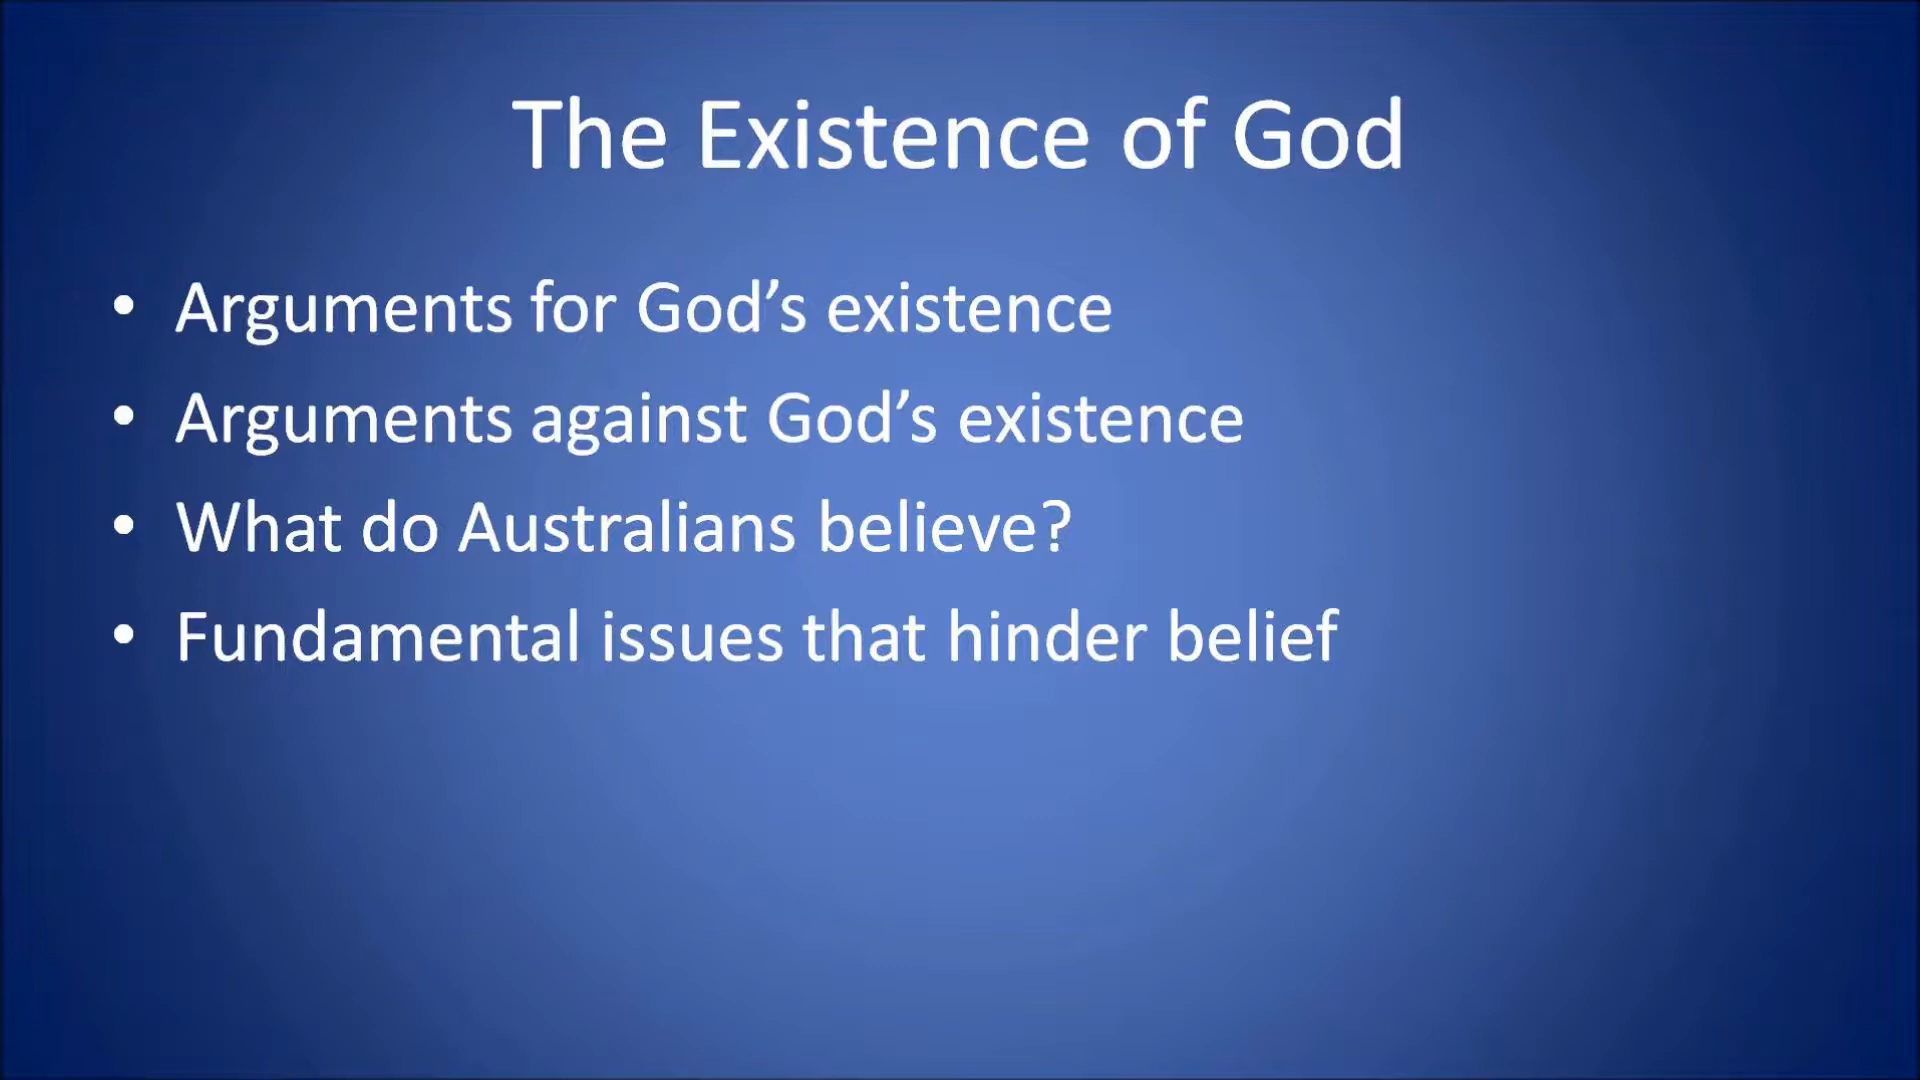 The Existence of God
• Arguments for God’s existence
• Arguments against God’s existence
• What do Australians believe?
• Fundamental issues that hinder belief